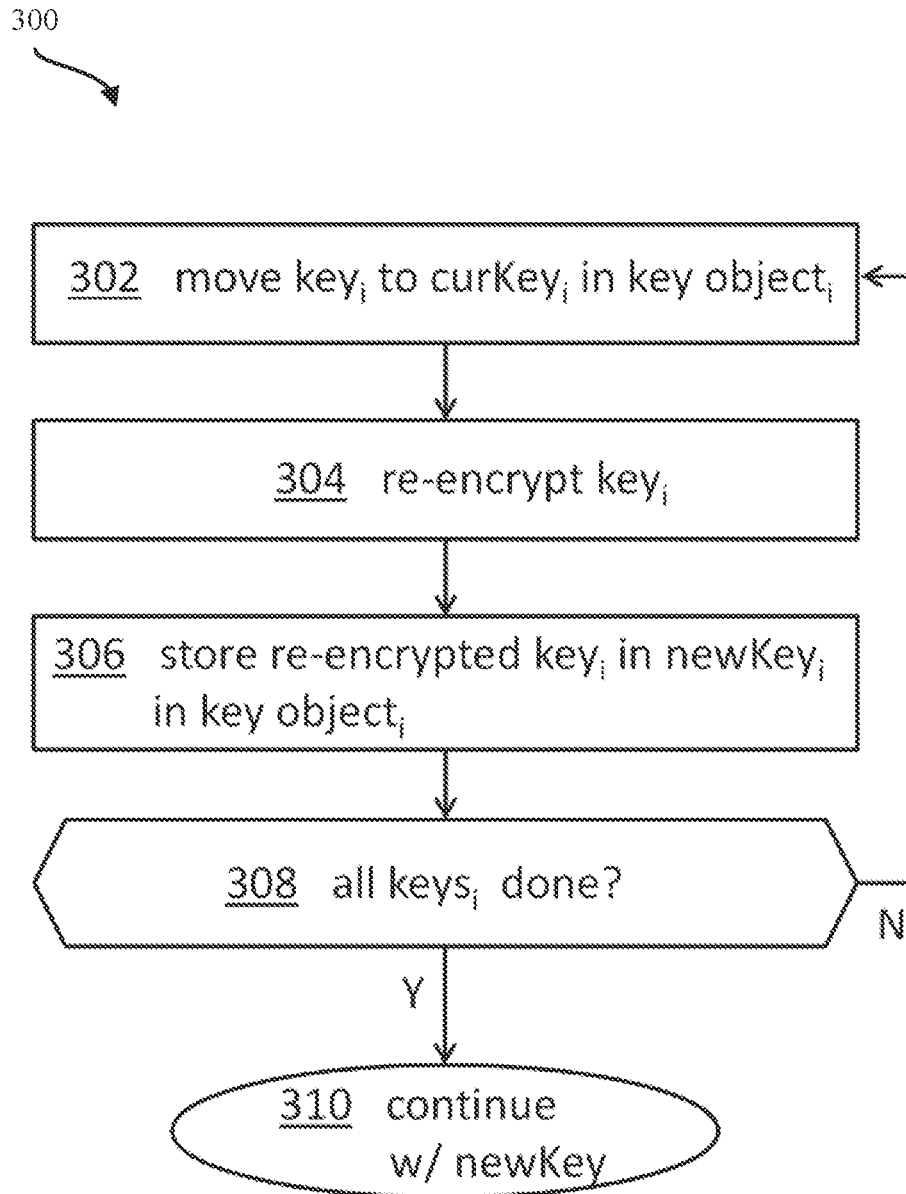 300
302 move keyᵢ to curKeyᵢ in key objectᵢ
304 re-encrypt keyᵢ
306 store re-encrypted keyᵢ in newKeyᵢ
in key objectᵢ
308 all keysᵢ done?
N
Y
310 continue
w/ newKey